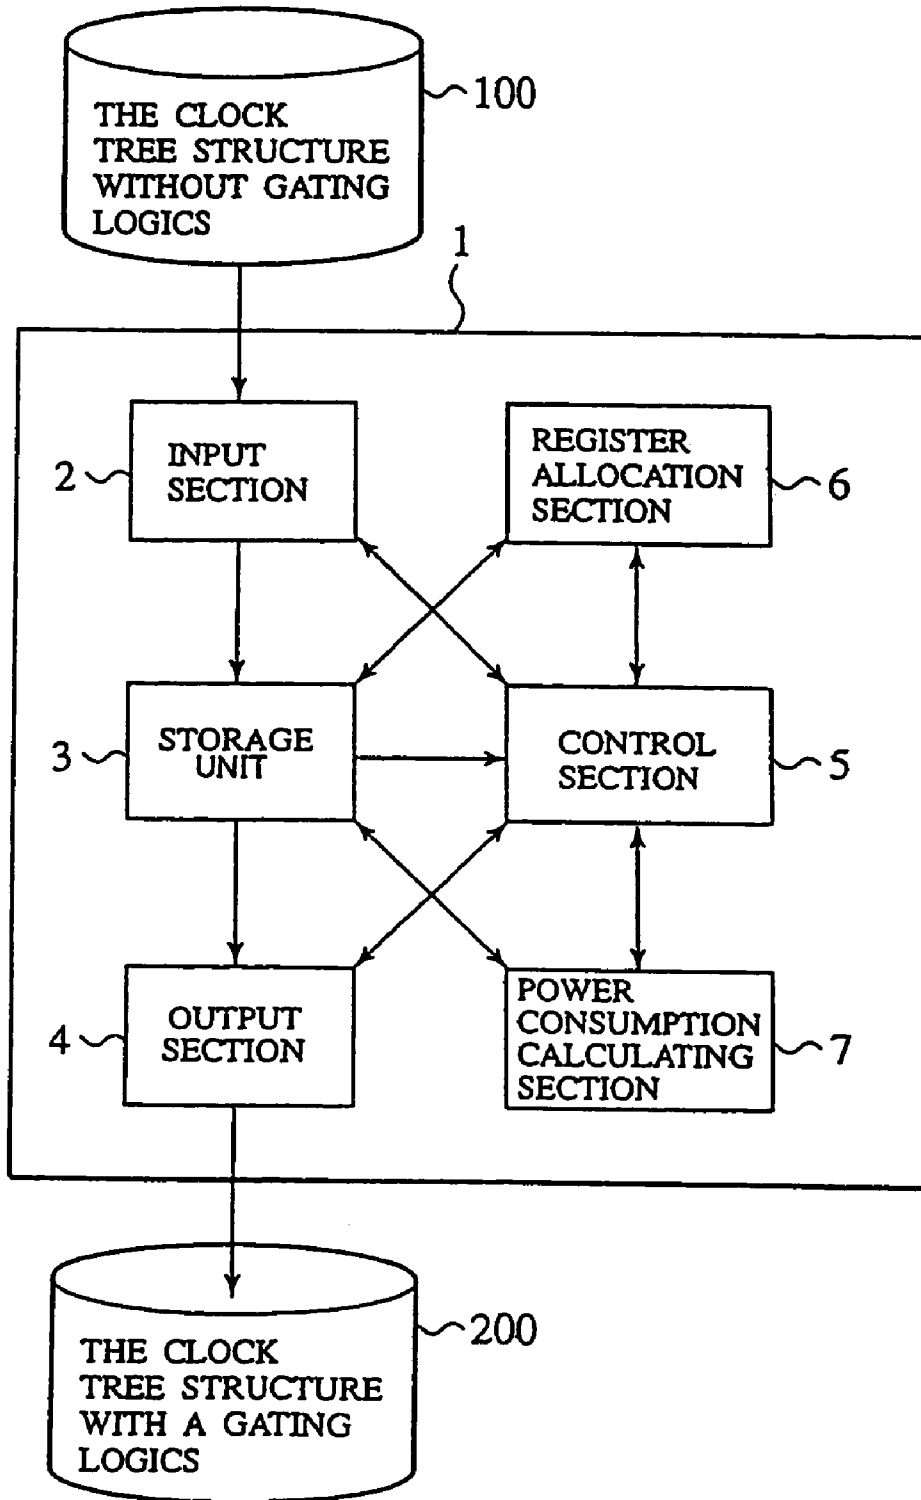 THE CLOCK
TREE STRUCTURE
WITHOUT GATING
LOGICS
100
1
INPUT
SECTION
2
REGISTER
ALLOCATION
SECTION
6
STORAGE
UNIT
3
CONTROL
SECTION
5
OUTPUT
SECTION
4
POWER
CONSUMPTION
CALCULATING
SECTION
7
THE CLOCK
TREE STRUCTURE
WITH A GATING
LOGICS
200